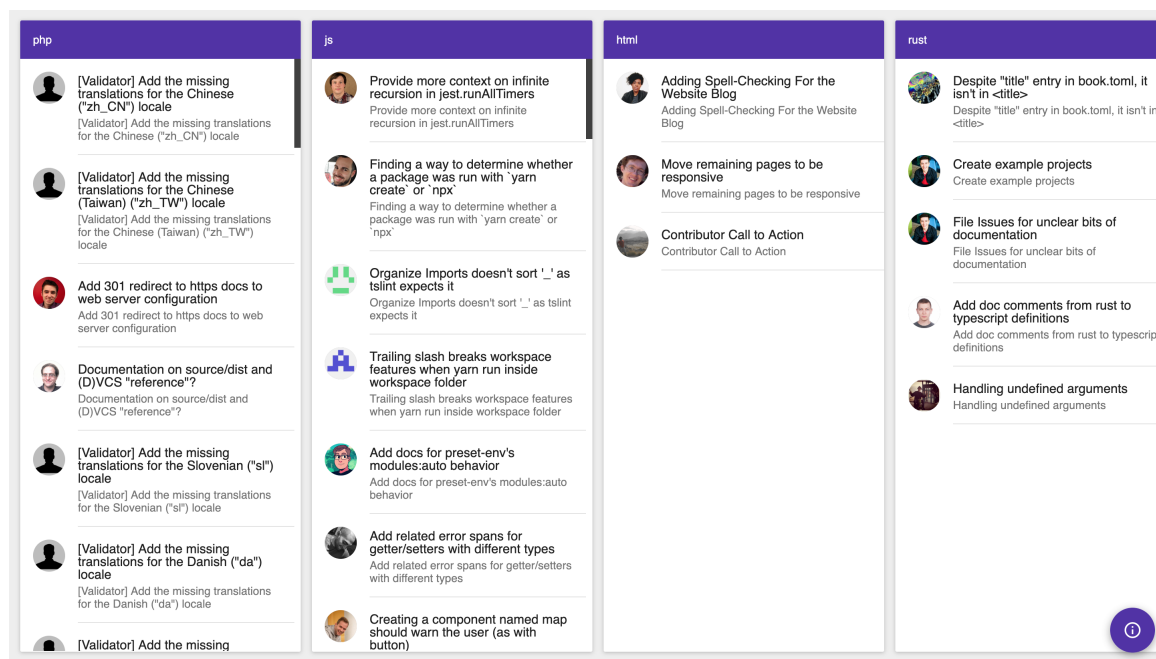 php
[Validator] Add the missing
translations for the Chinese
("zh_CN") locale
[Validator] Add the missing translations
for the Chinese ("zh_CN") locale
[Validator] Add the missing
translations for the Chinese
(Taiwan) ("zh_TW") locale
[Validator] Add the missing translations
for the Chinese (Taiwan) ("zh_TW")
locale
Add 301 redirect to https docs to
web server configuration
Add 301 redirect to https docs to web
server configuration
Documentation on source/dist and
(D)VCS "reference"?
Documentation on source/dist and
(D)VCS "reference"?
[Validator] Add the missing
translations for the Slovenian ("sl")
locale
[Validator] Add the missing translations
for the Slovenian ("sl") locale
[Validator] Add the missing
translations for the Danish ("da")
locale
[Validator] Add the missing translations
for the Danish ("da") locale
[Validator] Add the missing
js
Provide more context on infinite
recursion in jest.runAllTimers
Provide more context on infinite
recursion in jest.runAllTimers
Finding a way to determine whether
a package was run with `yarn
create` or `npx`
Finding a way to determine whether a
package was run with `yarn create` or
`npx`
Organize Imports doesn't sort '_' as
tslint expects it
Organize Imports doesn't sort '_' as tslint
expects it
Trailing slash breaks workspace
features when yarn run inside
workspace folder
Trailing slash breaks workspace features
when yarn run inside workspace folder
Add docs for preset-env's
modules:auto behavior
Add docs for preset-env's modules:auto
behavior
Add related error spans for
getter/setters with different types
Add related error spans for getter/setters
with different types
Creating a component named map
should warn the user (as with
button)
html
Adding Spell-Checking For the
Website Blog
Adding Spell-Checking For the Website
Blog
Move remaining pages to be
responsive
Move remaining pages to be responsive
Contributor Call to Action
Contributor Call to Action
rust
Despite "title" entry in book.toml, it
isn't in <title>
Despite "title" entry in book.toml, it isn't in
<title>
Create example projects
Create example projects
File Issues for unclear bits of
documentation
File Issues for unclear bits of
documentation
Add doc comments from rust to
typescript definitions
Add doc comments from rust to typescrip
definitions
Handling undefined arguments
Handling undefined arguments